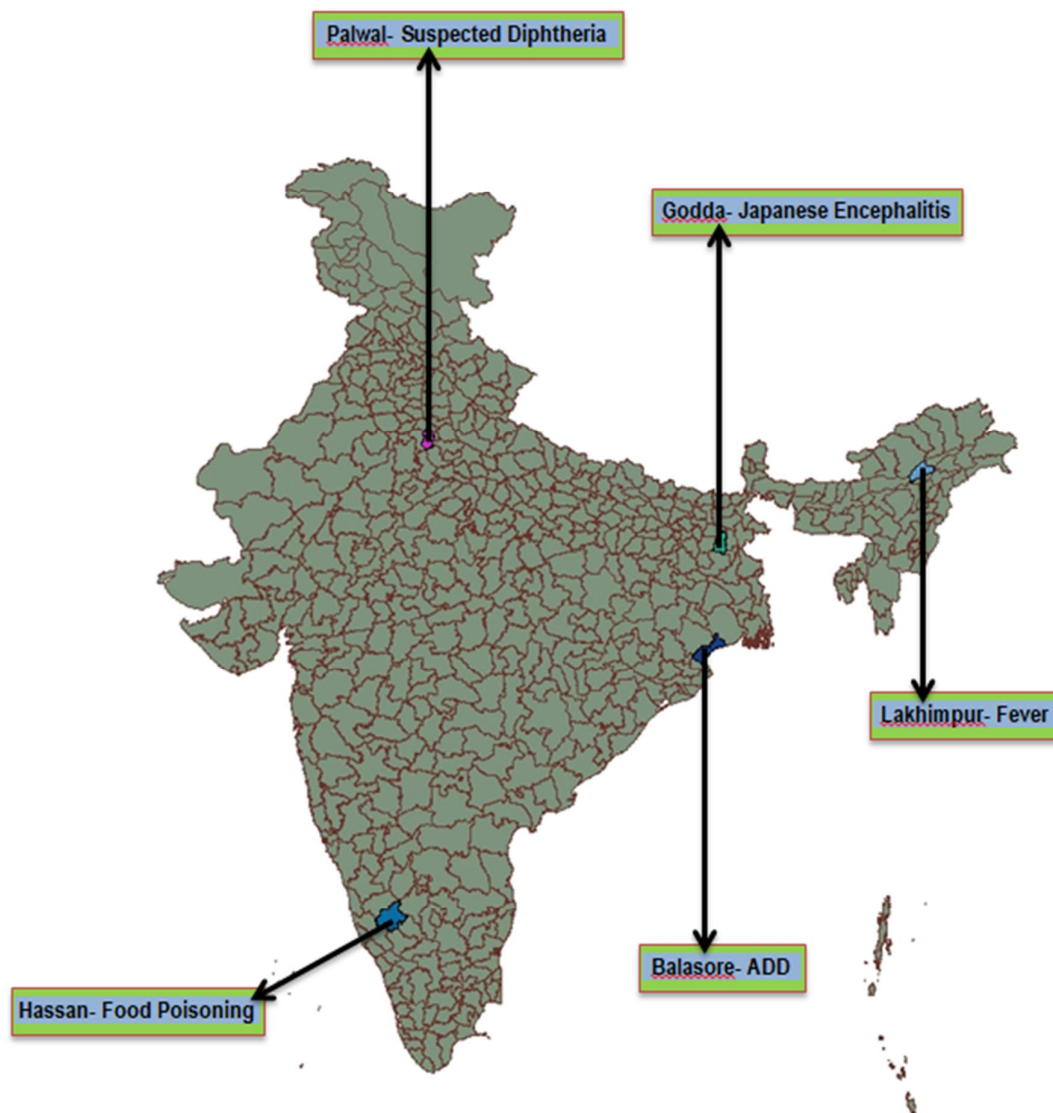 Palwal- Suspected Diphtheria
Godda- Japanese Encephalitis
Lakhimpur- Fever
Balasore- ADD
Hassan- Food Poisoning